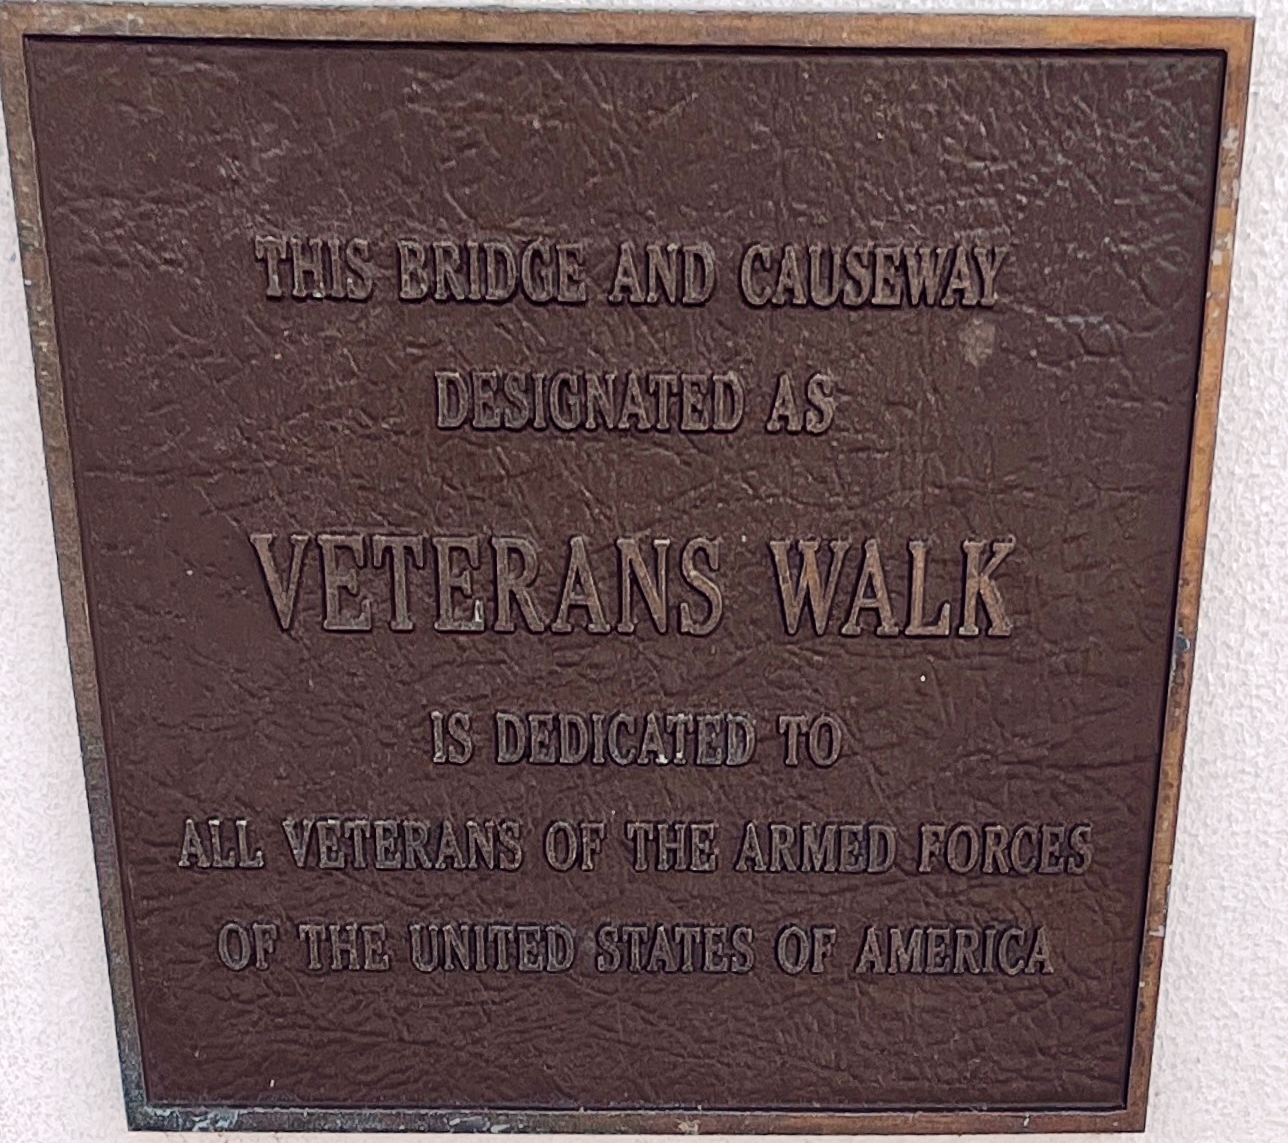 THIS BRIDGE AND CAUSEWAY
DESIGNATED AS
VETERANS WALK
IS DEDICATED TO
ALL VETERANS OF THE ARMED FORCES
OF THE UNITED STATES OF AMERICA